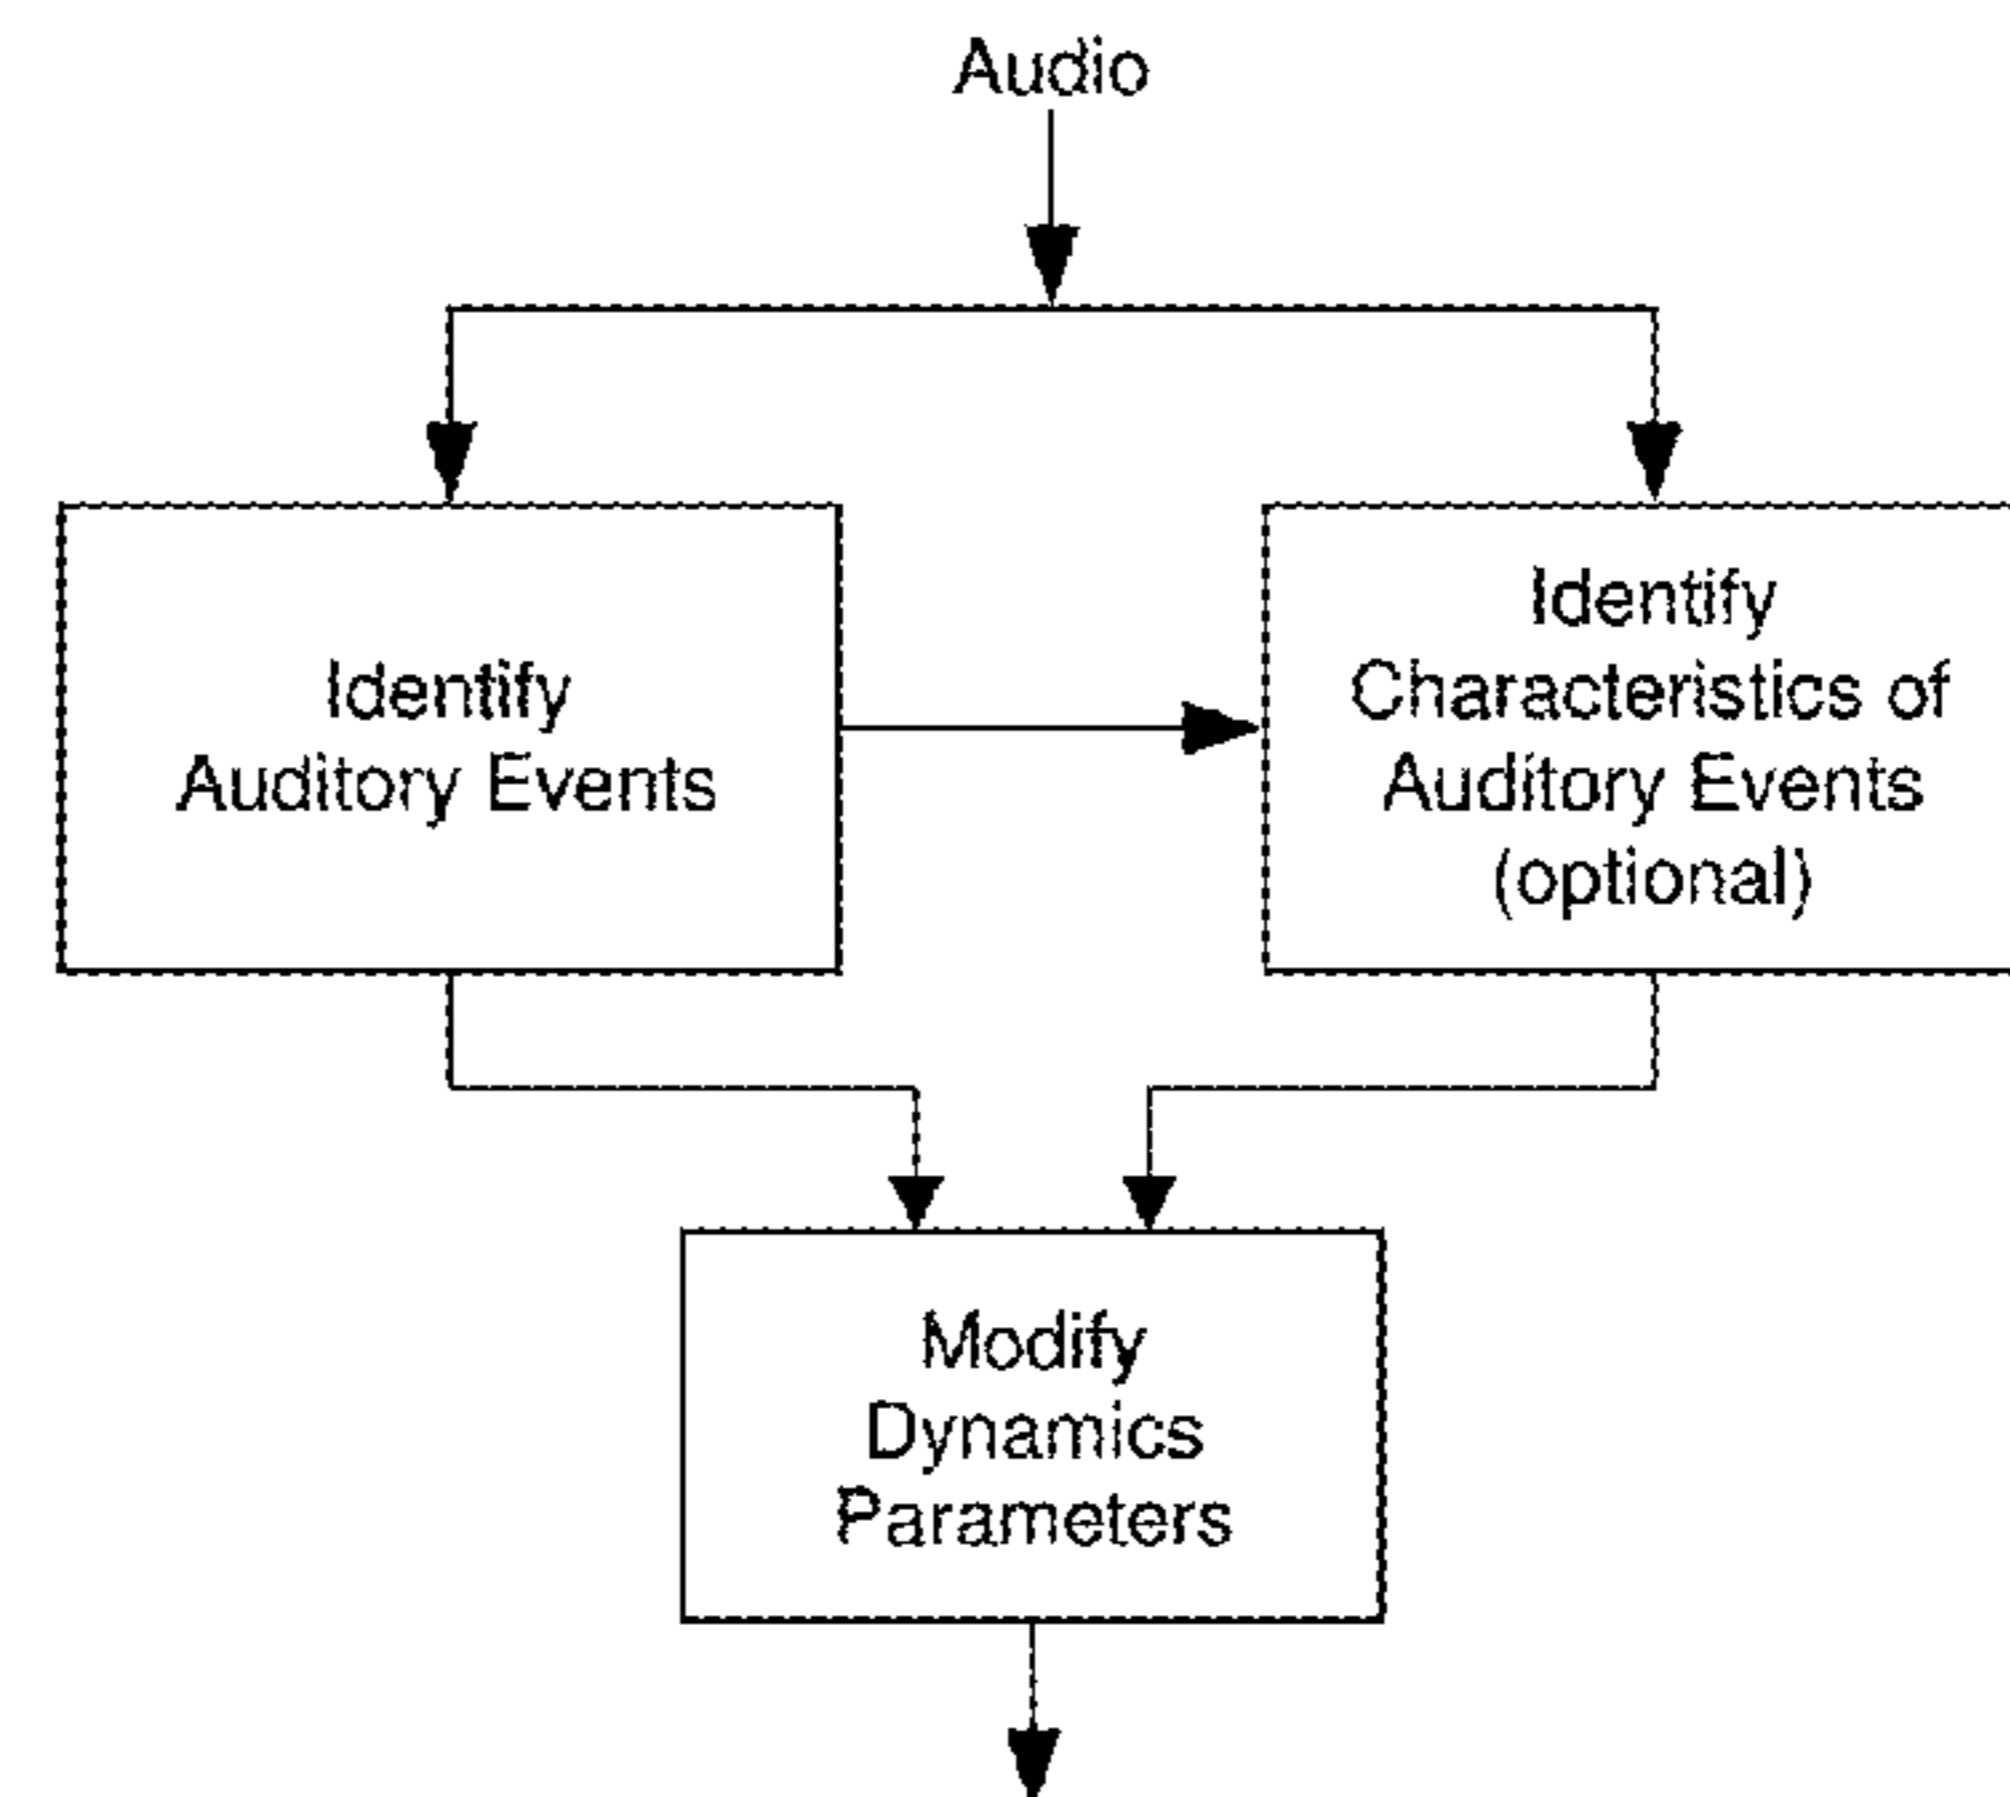 Audio
Identify
Auditory Events
Identify
Characteristics of
Auditory Events
(optional)
Modify
Dynamics
Parameters